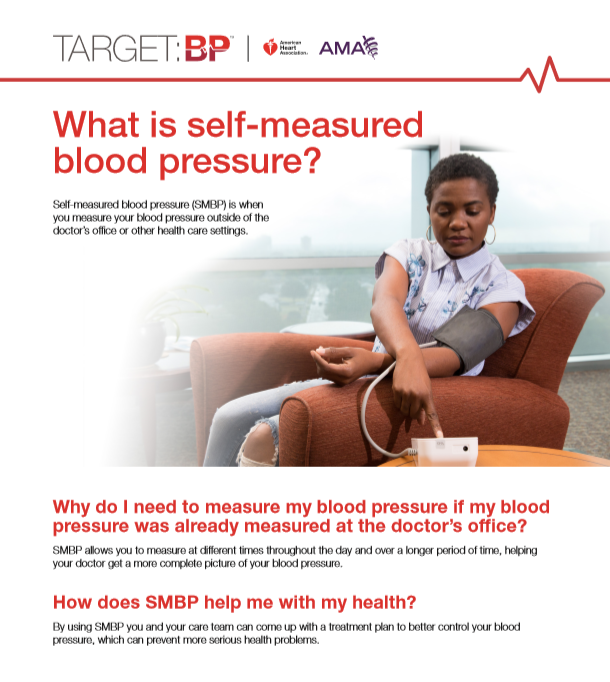 TARGET:BP™ | American Heart Association. AMA
What is self-measured
blood pressure?
Self-measured blood pressure (SMBP) is when
you measure your blood pressure outside of the
doctor's office or other health care settings.
Why do I need to measure my blood pressure if my blood
pressure was already measured at the doctor's office?
SMBP allows you to measure at different times throughout the day and over a longer period of time, helping
your doctor get a more complete picture of your blood pressure.
How does SMBP help me with my health?
By using SMBP you and your care team can come up with a treatment plan to better control your blood
pressure, which can prevent more serious health problems.